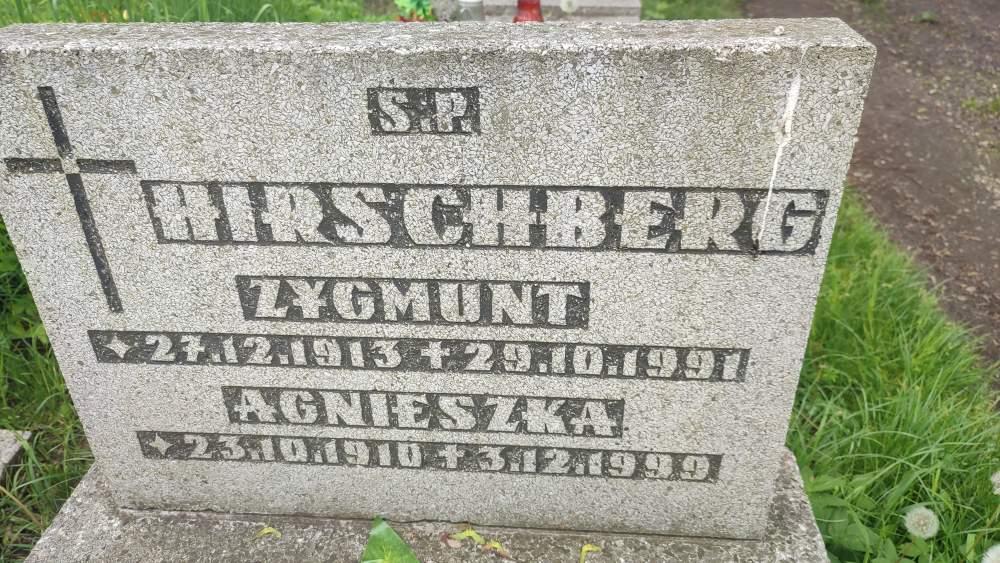 S.P.
HIRSCHBERG
ZYGMUNT
27.12.1913 ✝ 29.10.1991
AGNIESZKA
23.10.1910 ✝ 3.12.1999